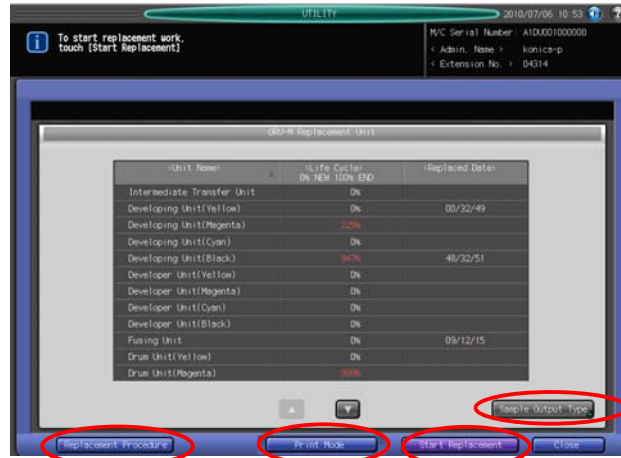 UTILITY
2010/07/06 10:53
To start replacement work,
touch [Start Replacement]
M/C Serial Number: A1DU001000000
< Admin. Name > konica-p
< Extension No. > 04314
ORU-M Replacement Unit
<Unit Name> <Life Cycle> <Replaced Date>
0% NEW 100% END
Intermediate Transfer Unit 0%
Developing Unit(Yellow) 0% 00/32/49
Developing Unit(Magenta) 225%
Developing Unit(Cyan) 0%
Developing Unit(Black) 947% 48/32/51
Developer Unit(Yellow) 0%
Developer Unit(Magenta) 0%
Developer Unit(Cyan) 0%
Developer Unit(Black) 0%
Fusing Unit 0% 09/12/15
Drum Unit(Yellow) 0%
Drum Unit(Magenta) 999%
Sample Output Type
Replacement Procedure Print Mode Start Replacement Close